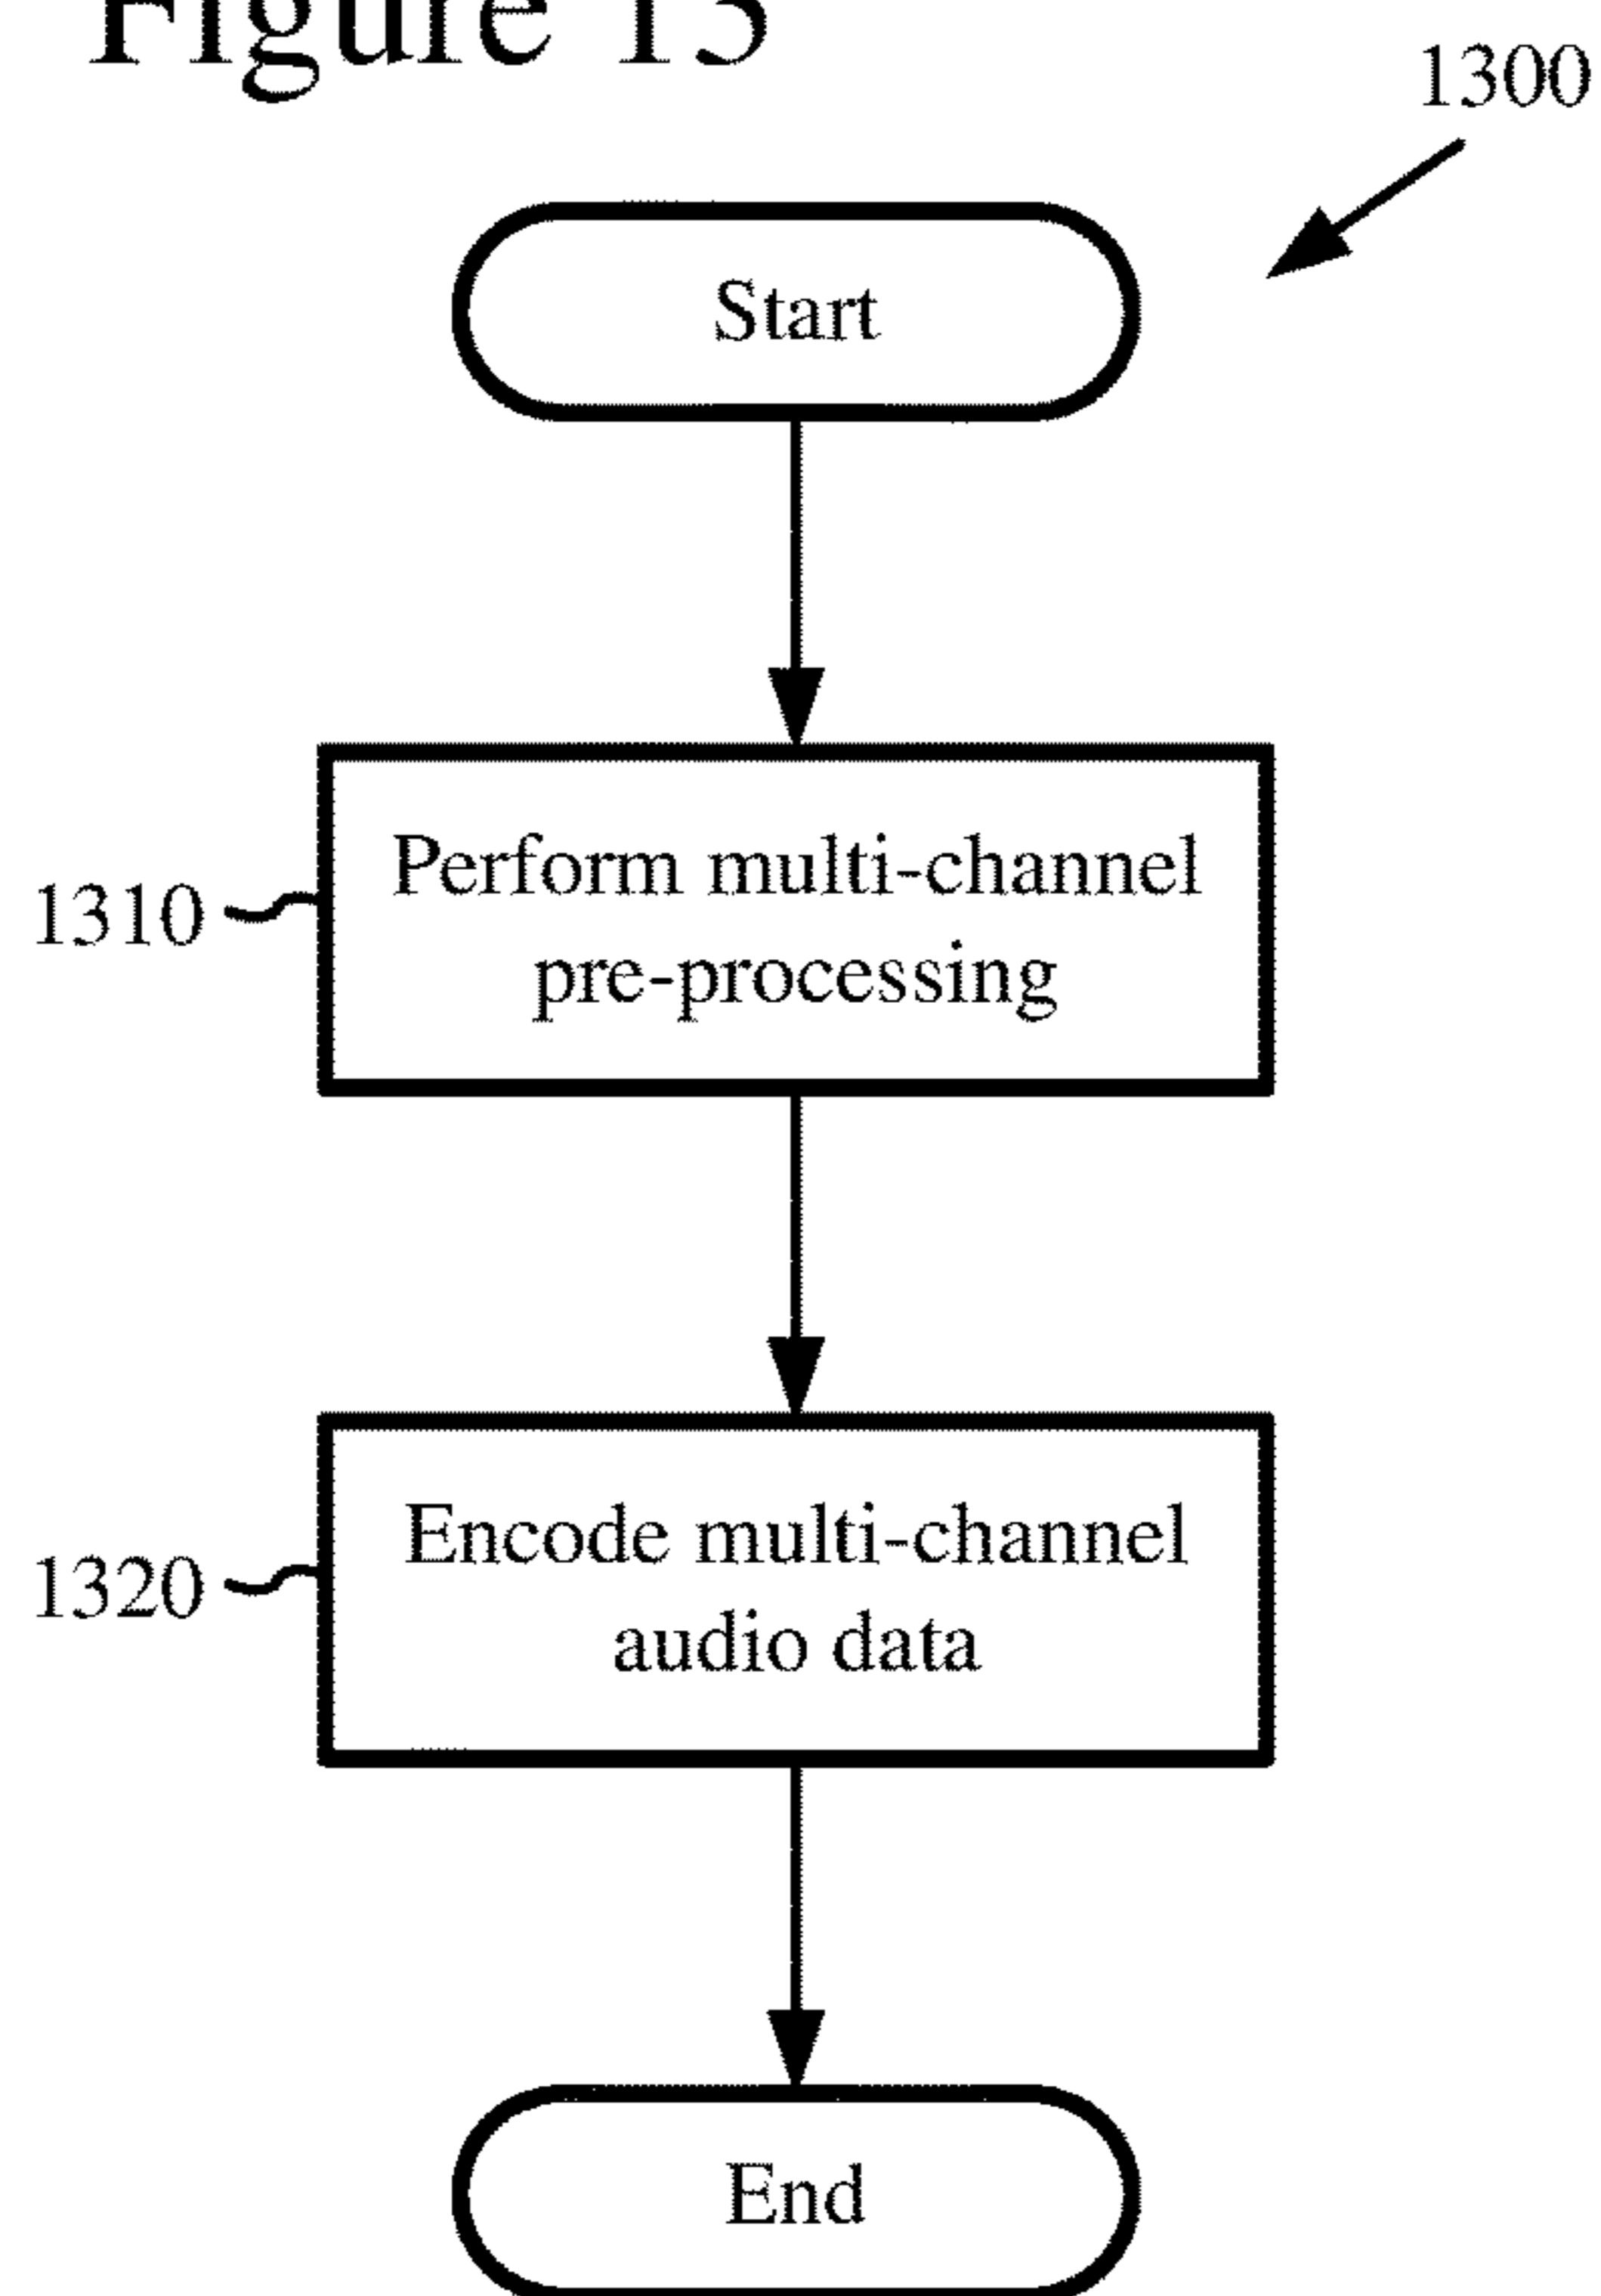 Figure 13
1300
Start
Perform multi-channel
pre-processing
1310
Encode multi-channel
audio data
1320
End